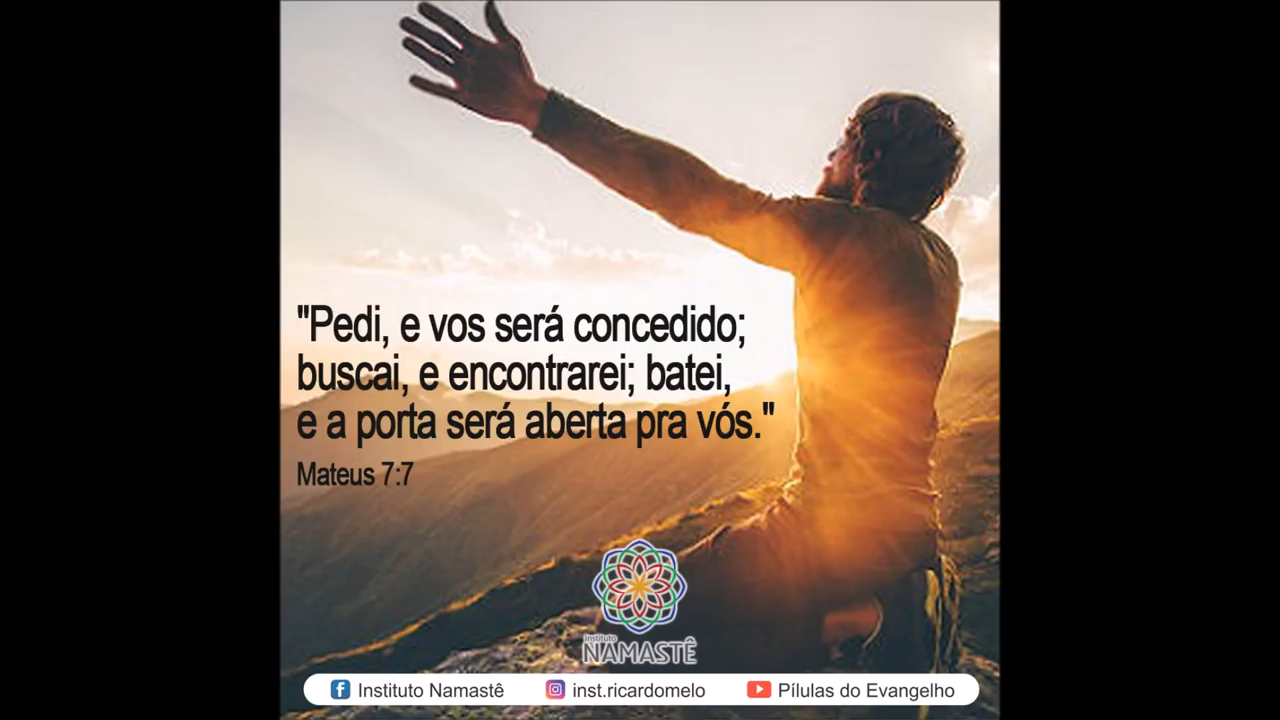 "Pedi, e vos será concedido;
buscai, e encontrarei; batei,
e a porta será aberta pra vós."
Mateus 7:7
Instituto
NAMASTÊ
Instituto Namastê inst.ricardomelo Pílulas do Evangelho